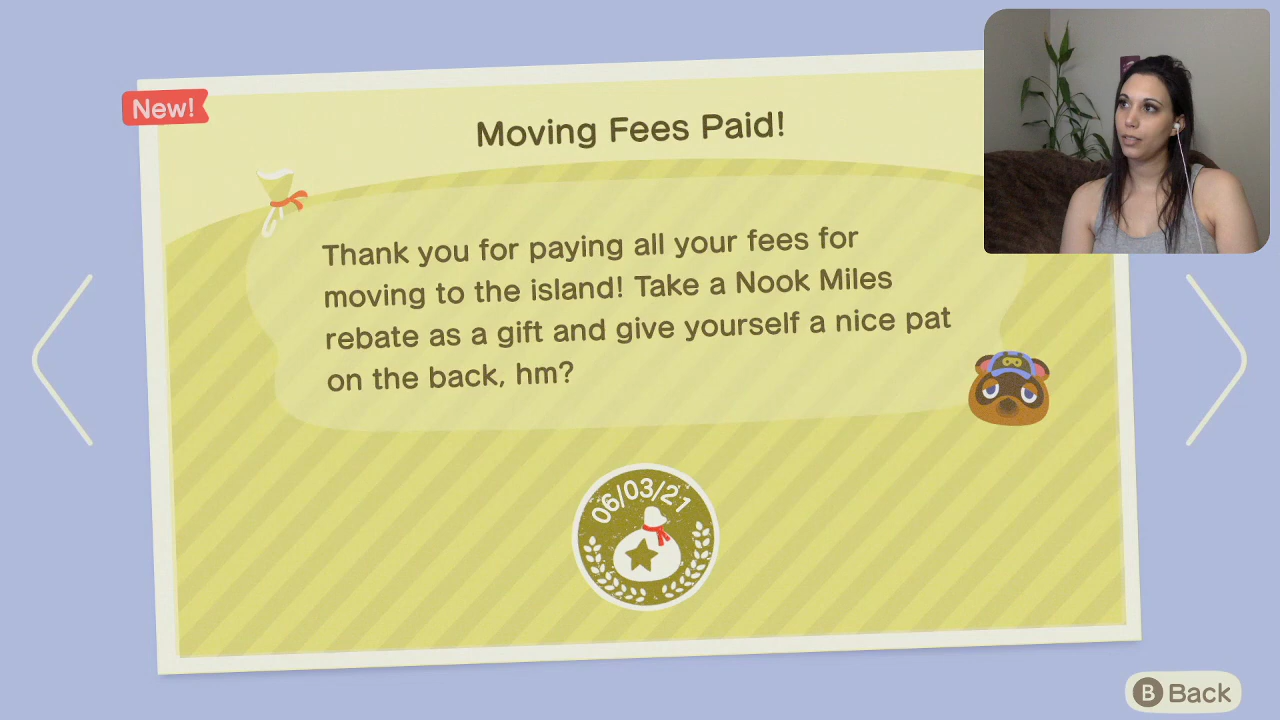 New!
Moving Fees Paid!
Thank you for paying all your fees for
moving to the island! Take a Nook Miles
rebate as a gift and give yourself a nice pat
on the back, hm?
06/03/21
B Back